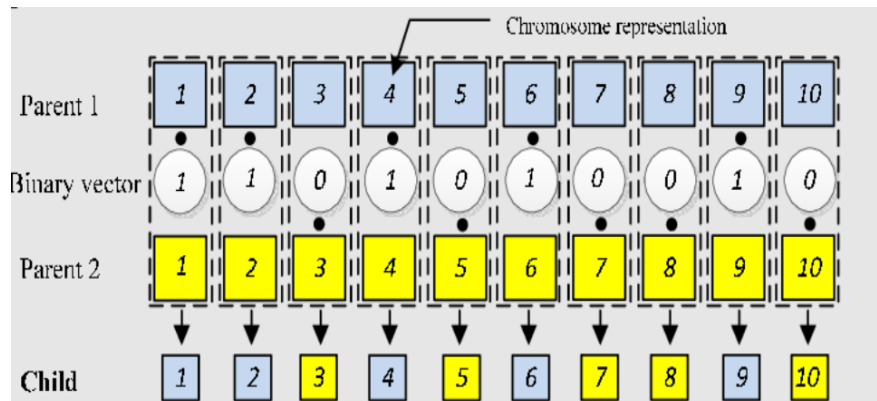 Chromosome representation
Parent 1 1 2 3 4 5 6 7 8 9 10
Binary vector 1 1 0 1 0 1 0 0 1 0
Parent 2 1 2 3 4 5 6 7 8 9 10
Child 1 2 3 4 5 6 7 8 9 10